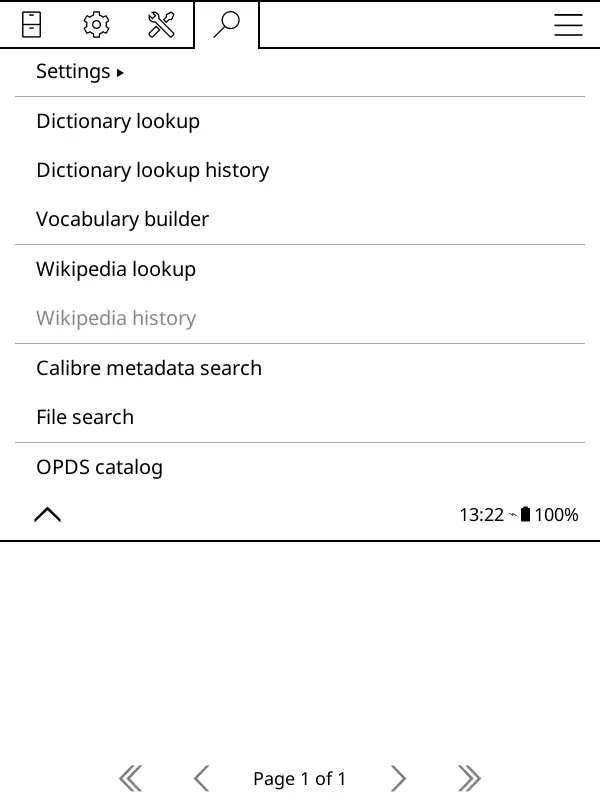 Settings ▸
Dictionary lookup
Dictionary lookup history
Vocabulary builder
Wikipedia lookup
Wikipedia history
Calibre metadata search
File search
OPDS catalog
13:22 100%
Page 1 of 1